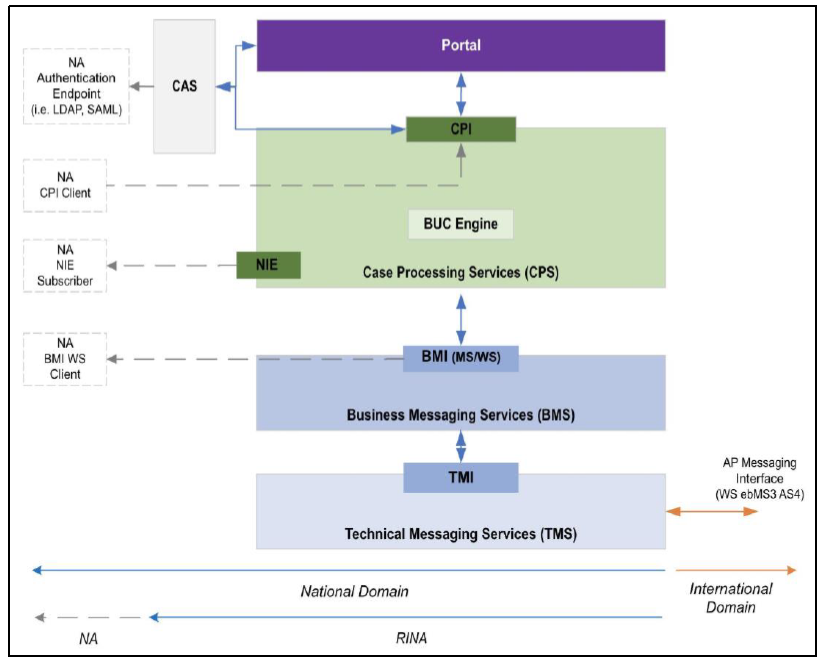 Portal
NA
Authentication
Endpoint
(i.e. LDAP, SAML)
CAS
CPI
NA
CPI Client
BUC Engine
NA
NIE
Subscriber
NIE
Case Processing Services (CPS)
NA
BMI WS
Client
BMI (MS/WS)
Business Messaging Services (BMS)
TMI
AP Messaging
Interface
(WS ebMS3 AS4)
Technical Messaging Services (TMS)
National Domain
International
Domain
NA
RINA